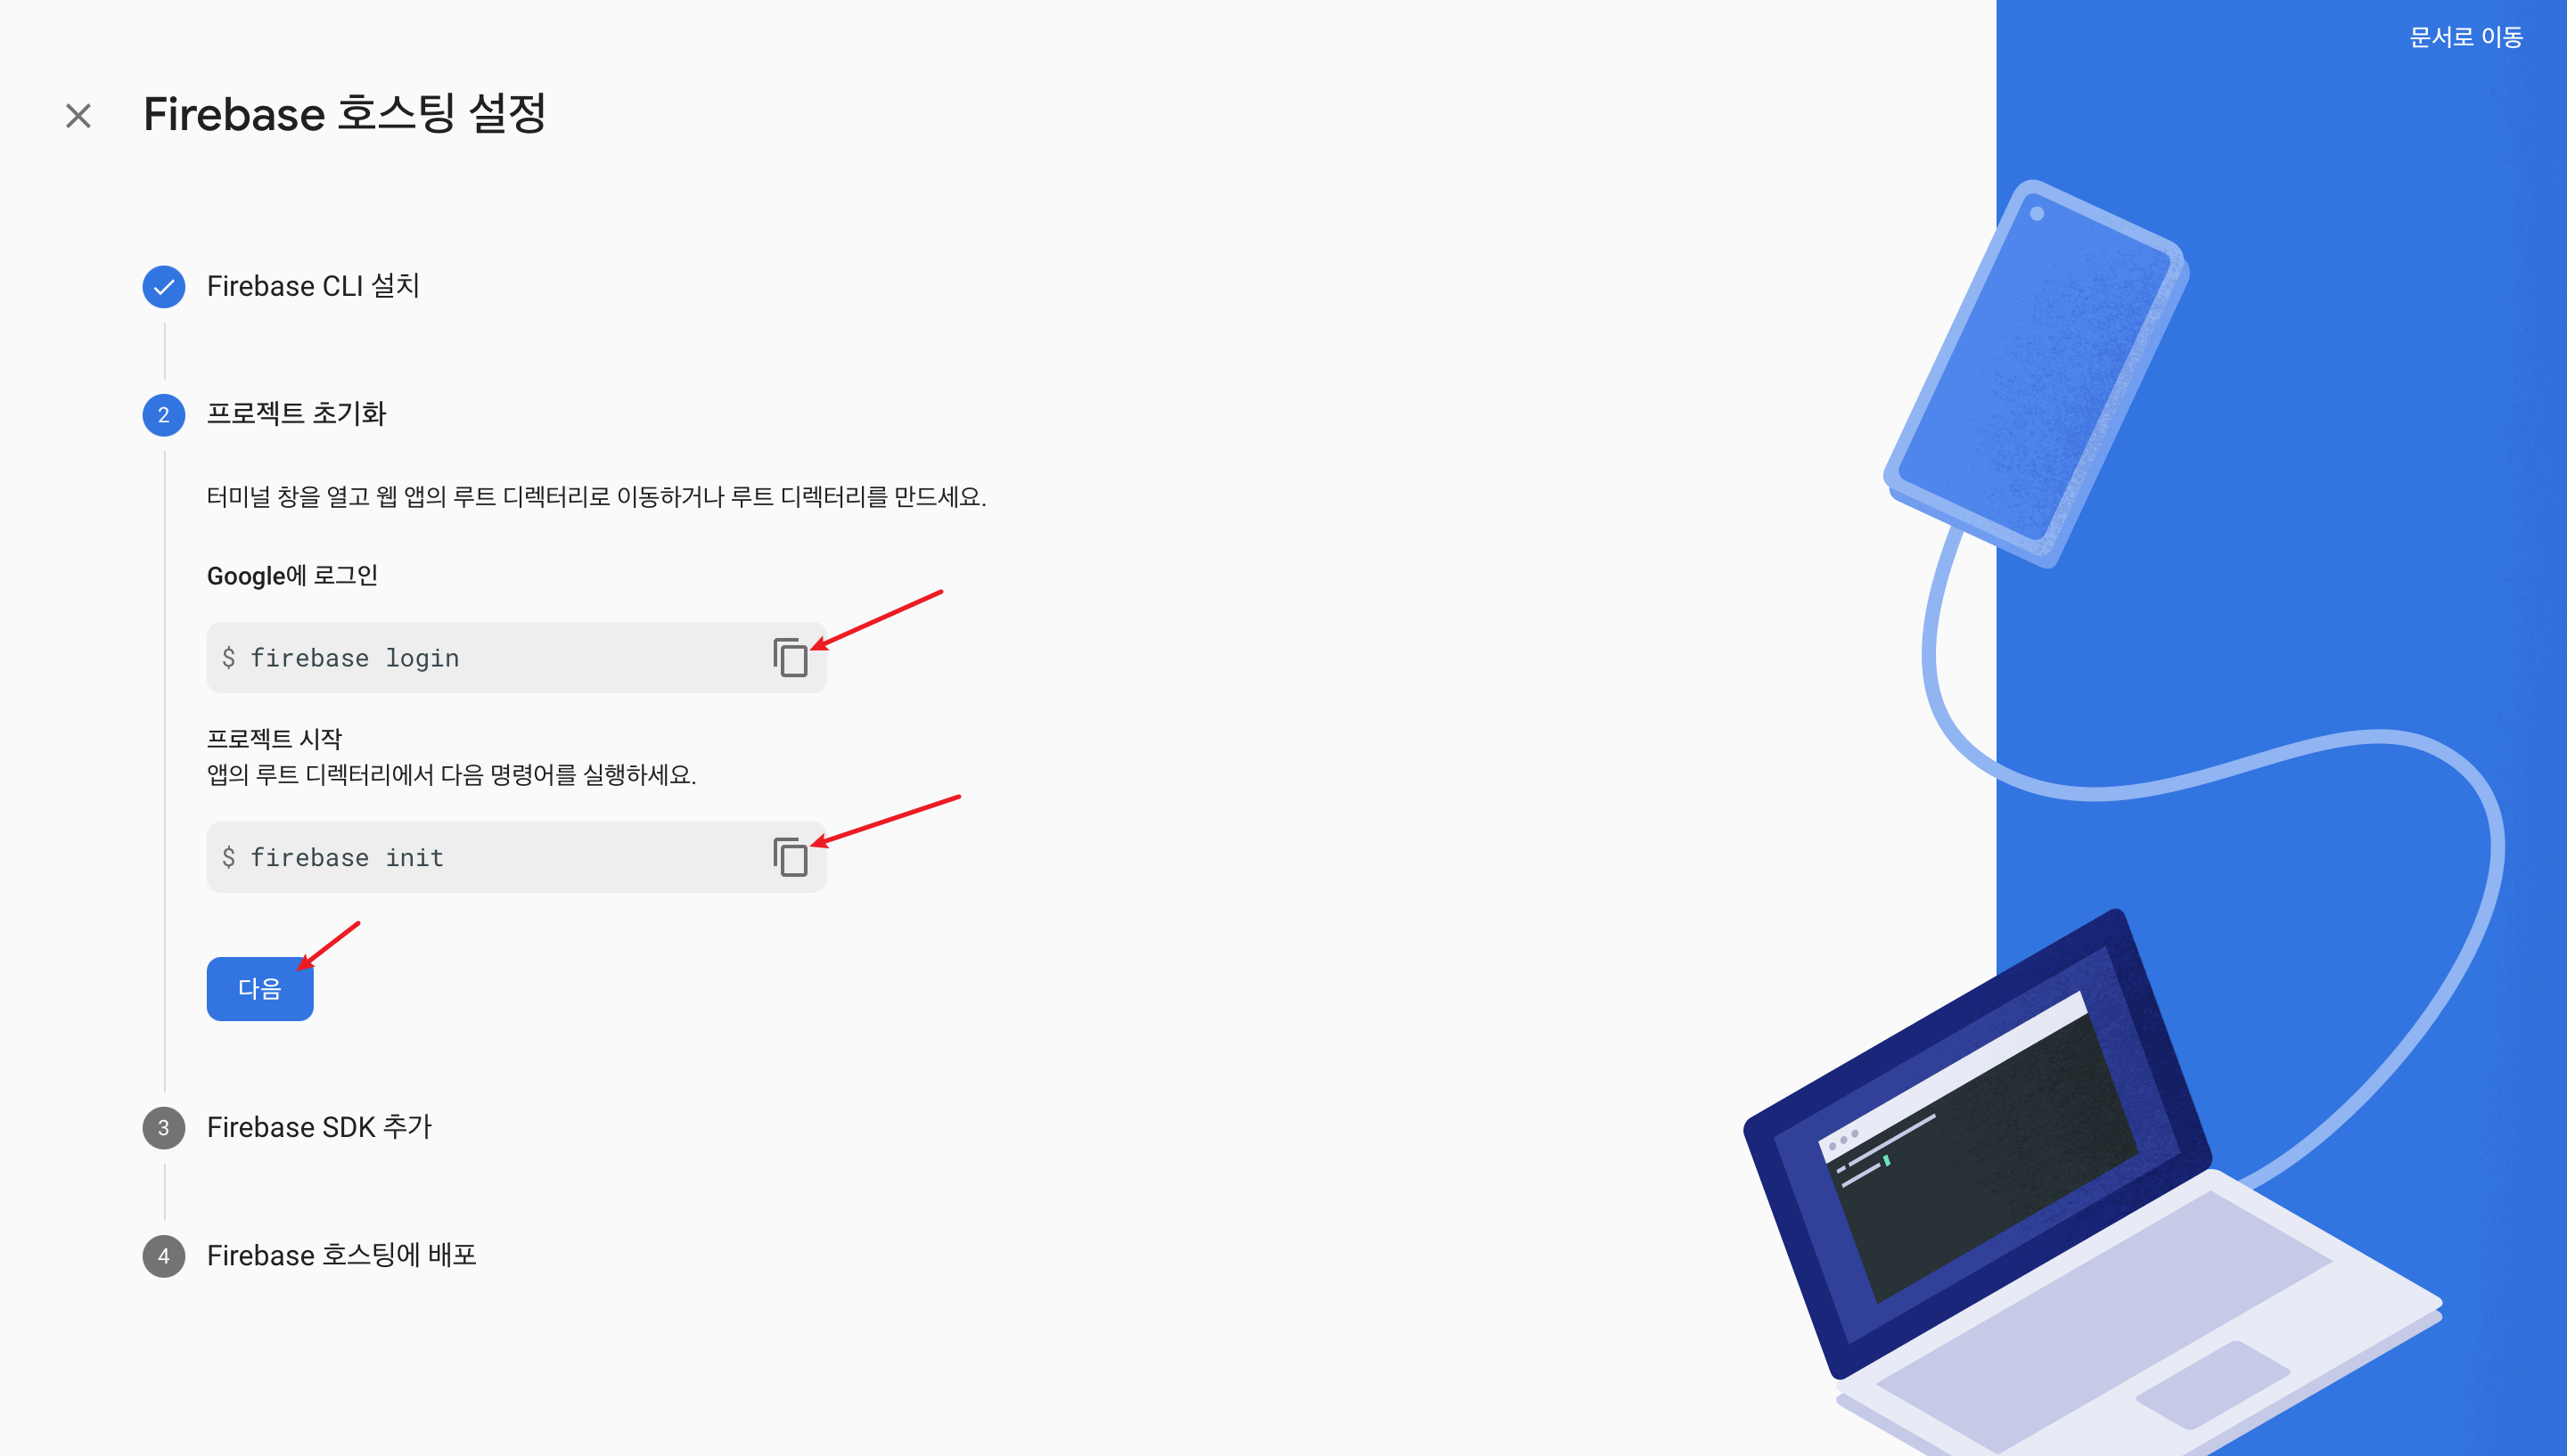 문서로 이동
Firebase 호스팅 설정
Firebase CLI 설치
2 프로젝트 초기화
터미널 창을 열고 웹 앱의 루트 디렉터리로 이동하거나 루트 디렉터리를 만드세요.
Google에 로그인
$ firebase login
프로젝트 시작
앱의 루트 디렉터리에서 다음 명령어를 실행하세요.
$ firebase init
다음
3 Firebase SDK 추가
4 Firebase 호스팅에 배포